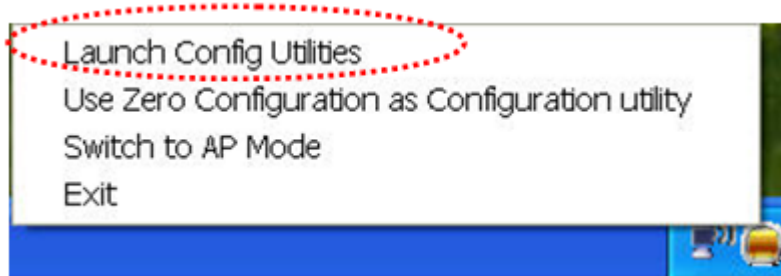 Launch Config Utilities
Use Zero Configuration as Configuration utility
Switch to AP Mode
Exit